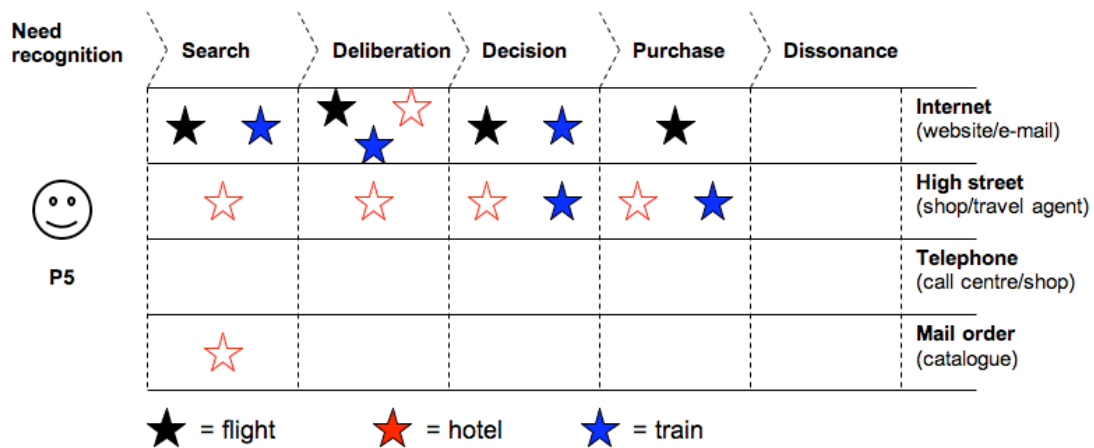 Need
recognition
Search
Deliberation
Decision
Purchase
Dissonance
Internet
(website/e-mail)
High street
(shop/travel agent)
P5
Telephone
(call centre/shop)
Mail order
(catalogue)
= flight
= hotel
= train